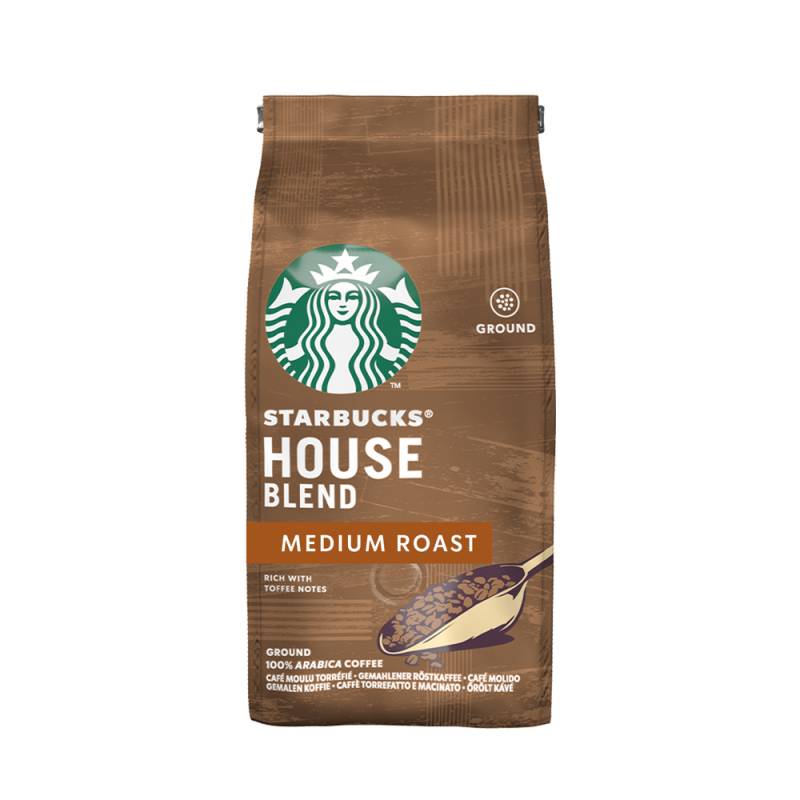 TM
GROUND
STARBUCKS®
HOUSE
BLEND
MEDIUM ROAST
RICH WITH
TOFFEE NOTES
GROUND
100% ARABICA COFFEE
CAFÉ MOULU TORRÉFIÉ • GEMAHLENER RÖSTKAFFEE • CAFÉ MOLIDO
GEMALEN KOFFIE • CAFFÈ TORREFATTO E MACINATO • ŐRÖLT KÁVÉ